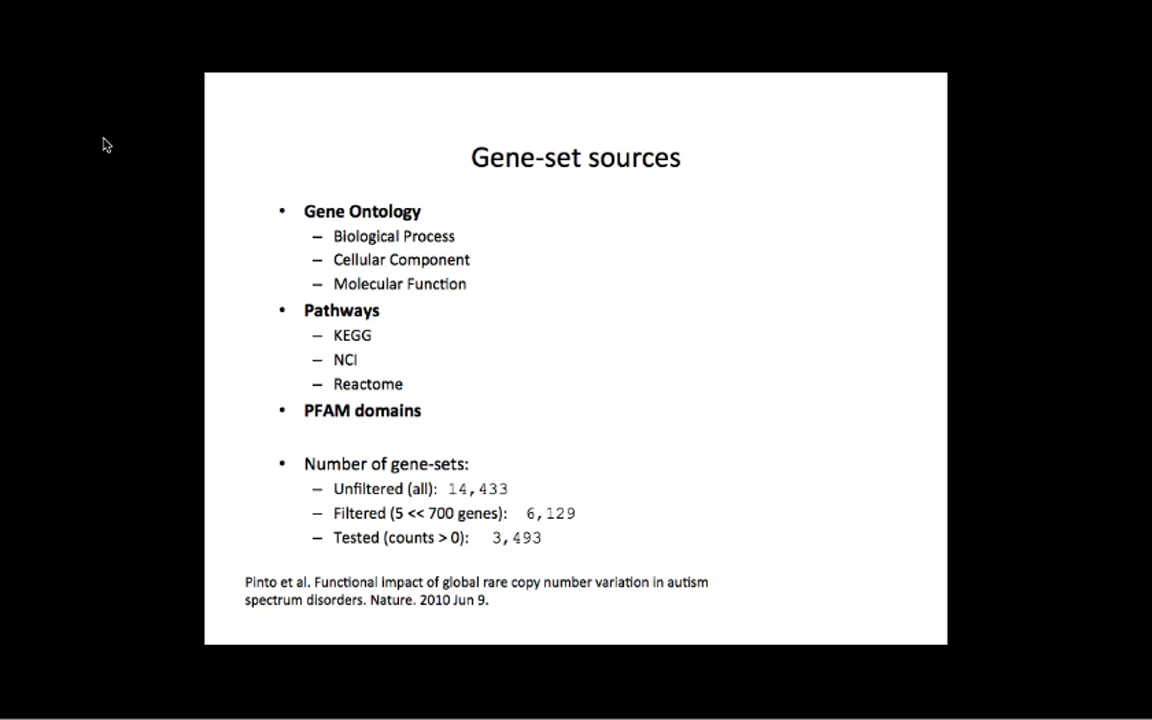 Gene-set sources
• Gene Ontology
– Biological Process
– Cellular Component
– Molecular Function
• Pathways
– KEGG
– NCI
– Reactome
• PFAM domains
• Number of gene-sets:
– Unfiltered (all): 14,433
– Filtered (5 << 700 genes): 6,129
– Tested (counts > 0): 3,493
Pinto et al. Functional impact of global rare copy number variation in autism
spectrum disorders. Nature. 2010 Jun 9.